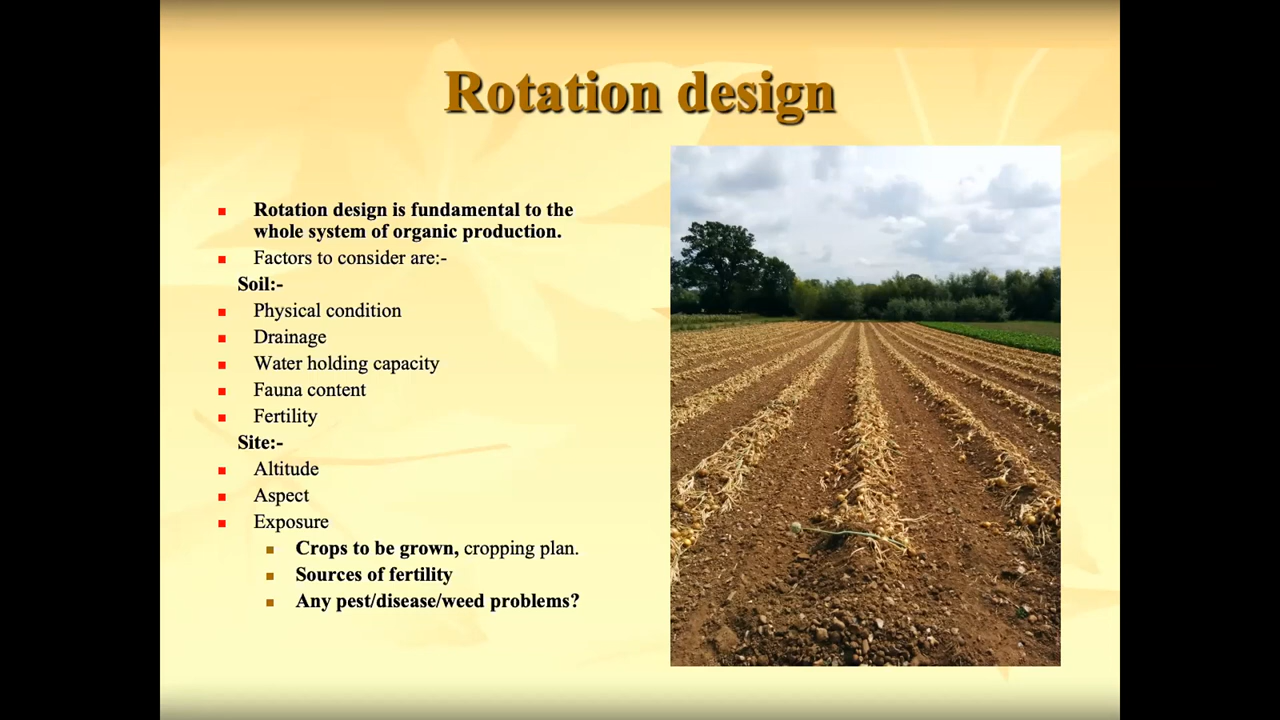 Rotation design
Rotation design is fundamental to the
whole system of organic production.
Factors to consider are:-
Soil:-
Physical condition
Drainage
Water holding capacity
Fauna content
Fertility
Site:-
Altitude
Aspect
Exposure
Crops to be grown, cropping plan.
Sources of fertility
Any pest/disease/weed problems?